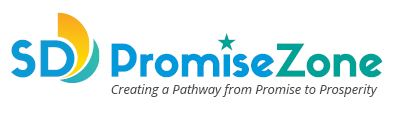 SD PromiseZone
Creating a Pathway from Promise to Prosperity